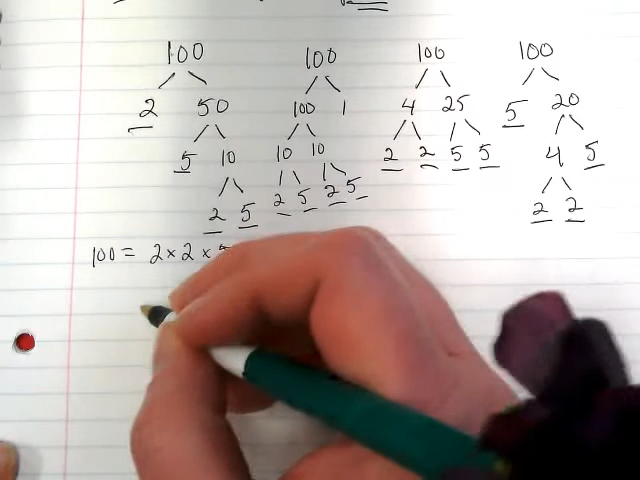 100 100 100 100
2 50 100 1 4 25 5 20
5 10 10 10 2 2 5 5 4 5
2 5 2 5 2 5 2 2
100 = 2 × 2 ×